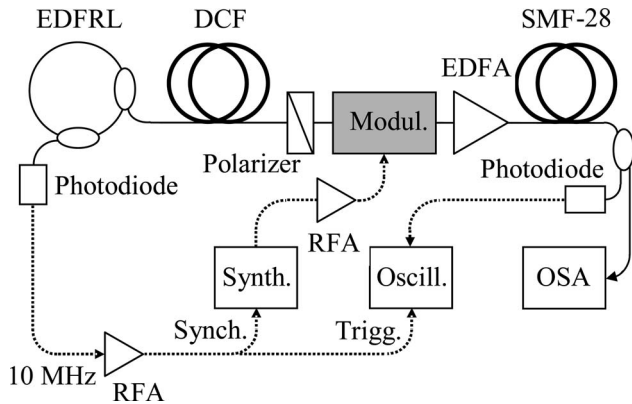 EDFRL
DCF
SMF-28
EDFA
Modul.
Polarizer
Photodiode
Photodiode
RFA
Synth.
Oscill.
OSA
Synch.
Trigg.
10 MHz
RFA